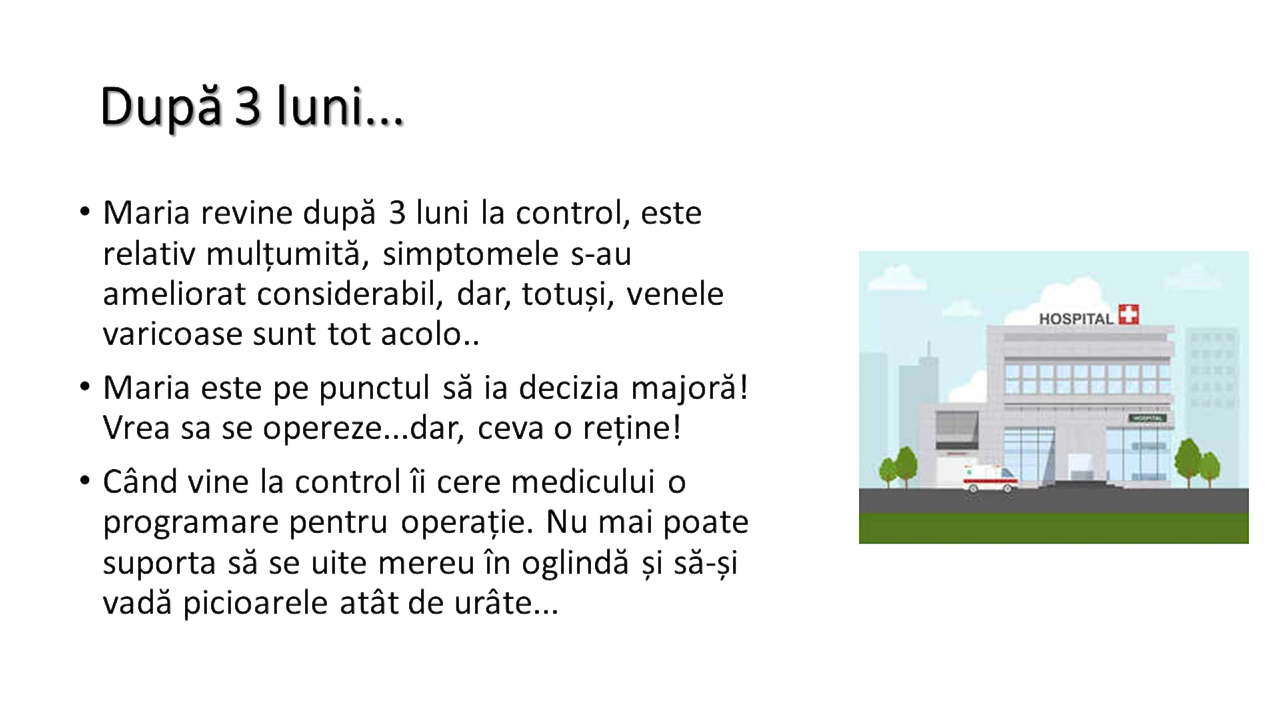 După 3 luni...
• Maria revine după 3 luni la control, este
relativ mulțumită, simptomele s-au
ameliorat considerabil, dar, totuși, venele
varicoase sunt tot acolo..
• Maria este pe punctul să ia decizia majoră!
Vrea sa se opereze...dar, ceva o reține!
• Când vine la control îi cere medicului o
programare pentru operație. Nu mai poate
suporta să se uite mereu în oglindă și să-și
vadă picioarele atât de urâte...
HOSPITAL
HOSPITAL